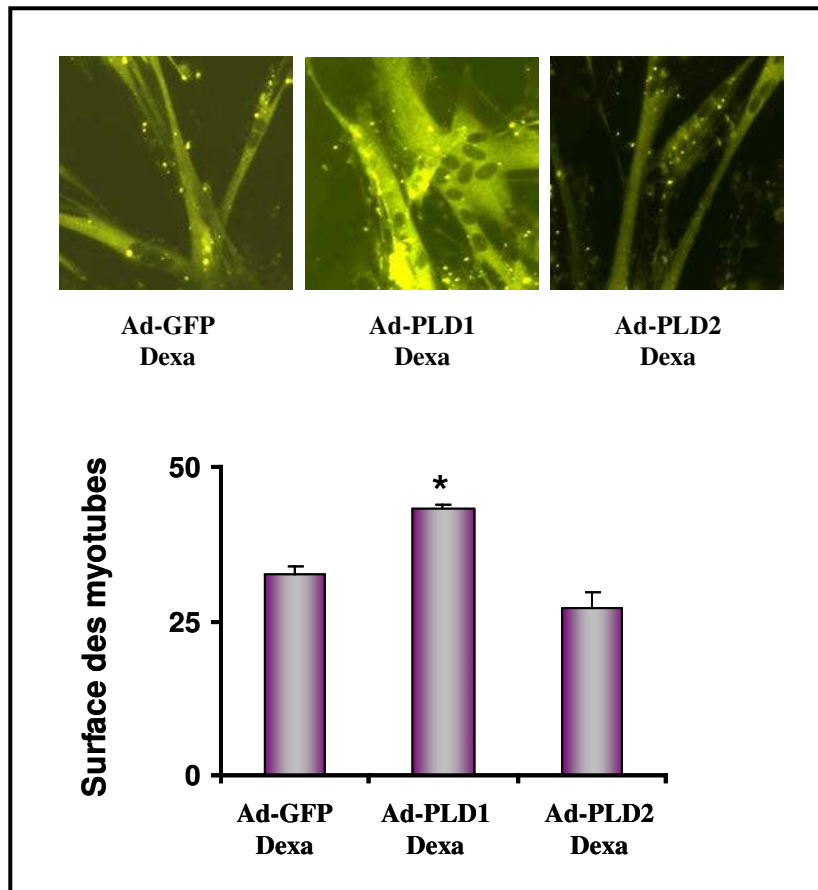 Ad-GFP
Dexa
Ad-PLD1
Dexa
Ad-PLD2
Dexa
Surface des myotubes
50
25
0
*
Ad-GFP
Dexa
Ad-PLD1
Dexa
Ad-PLD2
Dexa